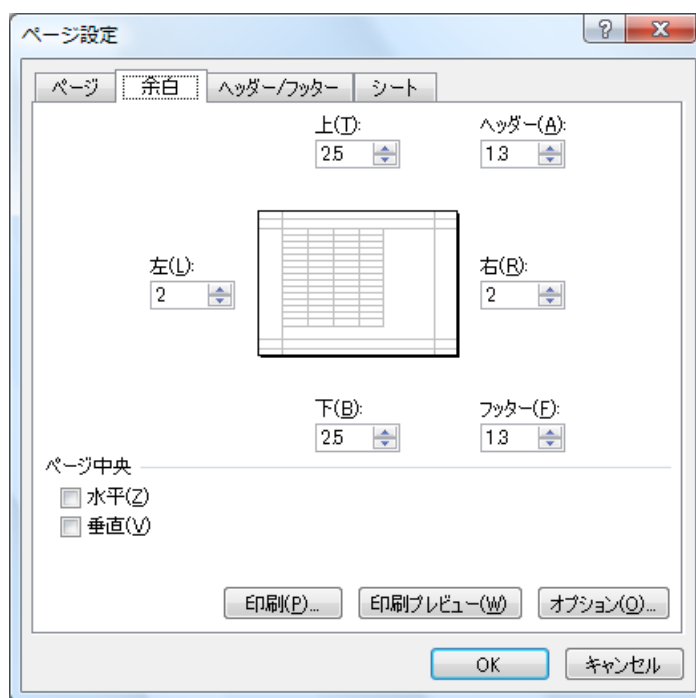 ページ設定
ページ 余白 ヘッダー/フッター シート
上(T): ヘッダー(A):
2.5 1.3
左(L): 右(R):
2 2
下(B): フッター(F):
2.5 1.3
ページ中央
水平(Z)
垂直(V)
印刷(P)... 印刷プレビュー(W) オプション(O)...
OK キャンセル